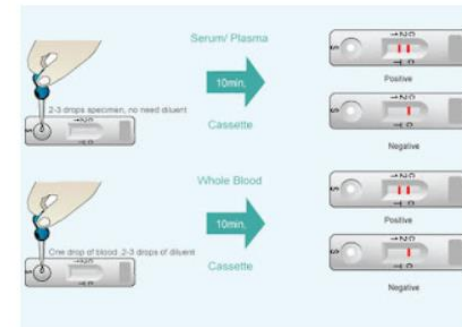 Serum/ Plasma
10min.
2-3 drops specimen, no need diluent
Cassette
Positive
Negative
Whole Blood
10min.
One drop of blood 2-3 drops of diluent
Cassette
Positive
Negative